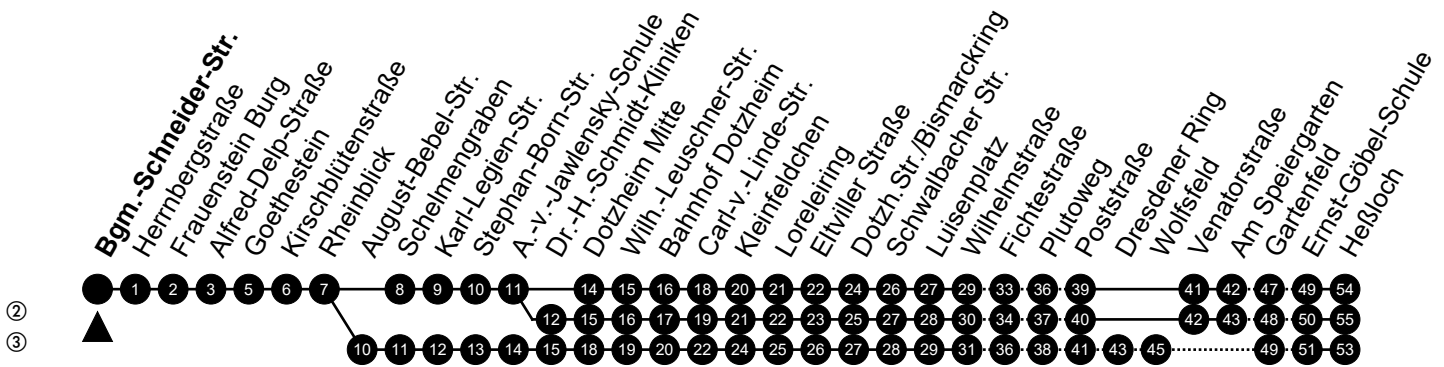 Bgm.-Schneider-Str.
Herrnbergstraße
Frauenstein Burg
Alfred-Delp-Straße
Goethestein
Kirschblütenstraße
Rheinblick
August-Bebel-Str.
Schelmengraben
Karl-Legien-Str.
Stephan-Born-Str.
A.-v.-Jawlensky-Schule
Dr.-H.-Schmidt-Kliniken
Dotzheim Mitte
Wilh.-Leuschner-Str.
Bahnhof Dotzheim
Carl-v.-Linde-Str.
Kleinfeldchen
Loreleiring
Eltviller Straße
Dotzh.Str./Bismarckring
Schwalbacher Str.
Luisenplatz
Wilhelmstraße
Fichtestraße
Plutoweg
Poststraße
Dresdener Ring
Wolfsfeld
Venatorstraße
Am Speiergarten
Gartenfeld
Ernst-Göbel-Schule
Heßloch
1 2 3 5 6 7 8 9 10 11 14 15 16 18 20 21 22 24 26 27 29 33 36 39 41 42 47 49 54
② 12 15 16 17 19 21 22 23 25 27 28 30 34 37 40 42 43 48 50 55
③ 10 11 12 13 14 15 18 19 20 22 24 25 26 27 28 29 31 36 38 41 43 45 49 51 53